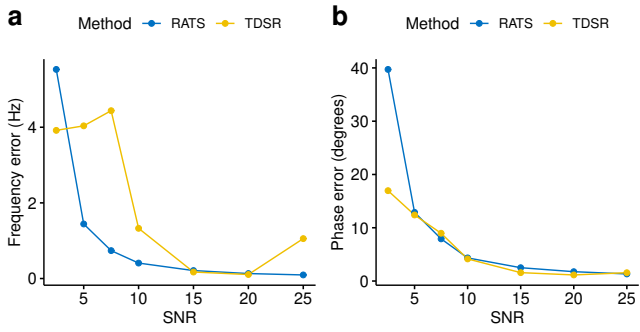 a
Method RATS TDSR
Frequency error (Hz)
4
2
0
5 10 15 20 25
SNR
b
Method RATS TDSR
Phase error (degrees)
40
30
20
10
0
5 10 15 20 25
SNR